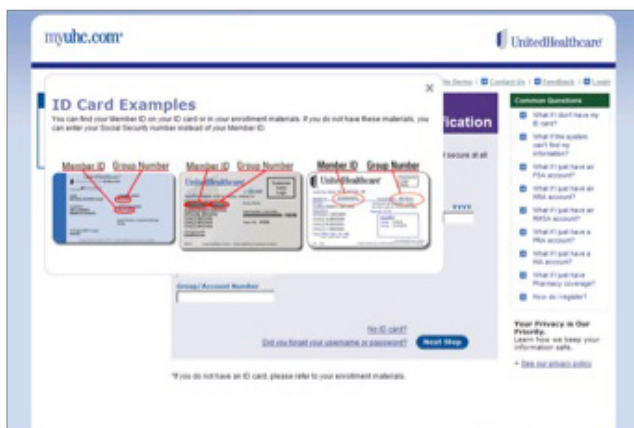 myuhc.com
UnitedHealthcare
Site Demo | Contact Us | Feedback | Login
ID Card Examples
You can find your Member ID on your ID card or in your enrollment materials. If you do not have these materials, you
can enter your Social Security number instead of your Member ID.
Member ID Group Number
Member ID Group Number
Member ID Group Number
UnitedHealthcare
UnitedHealthcare
fication
secure at all
YYYY
Group/Account Number
No ID card?
Did you forget your username or password?
Next Step
*If you do not have an ID card, please refer to your enrollment materials.
Common Questions
What if I don't have my
ID card?
What if the system
can't find my
information?
What if I just have an
FSA account?
What if I just have an
HRA account?
What if I just have an
RMSA account?
What if I just have a
PRA account?
What if I just have a
HIA account?
What if I just have
Pharmacy coverage?
How do I register?
Your Privacy is Our
Priority.
Learn how we keep your
information safe.
See our privacy policy